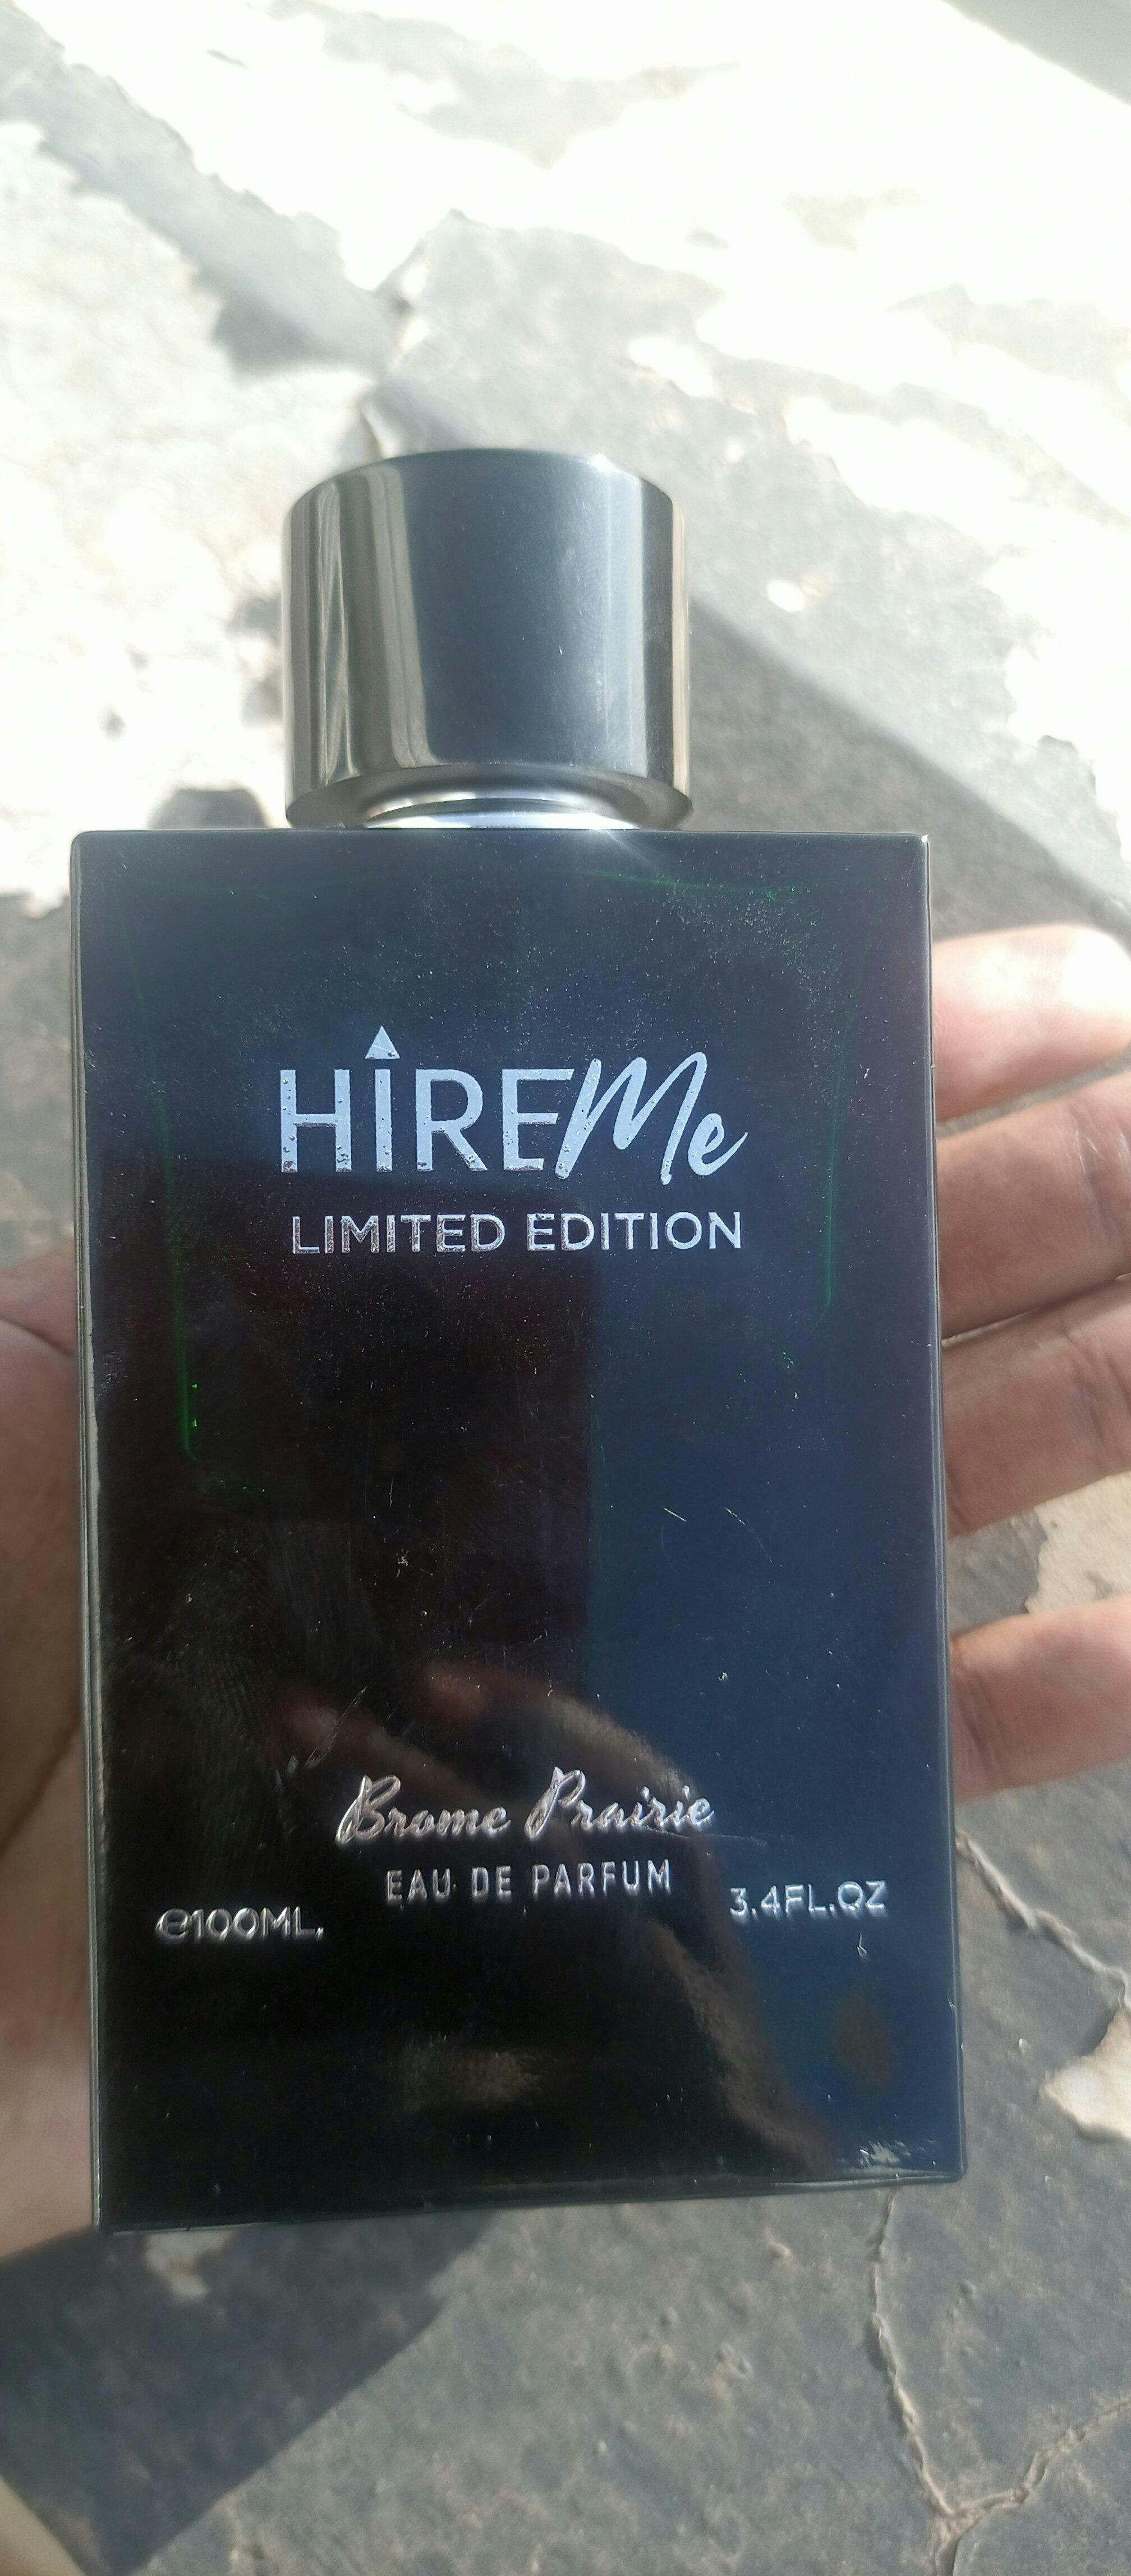 HIREMe
LIMITED EDITION
Brome Prairie
EAU DE PARFUM
℮100ML.
3.4FL.OZ